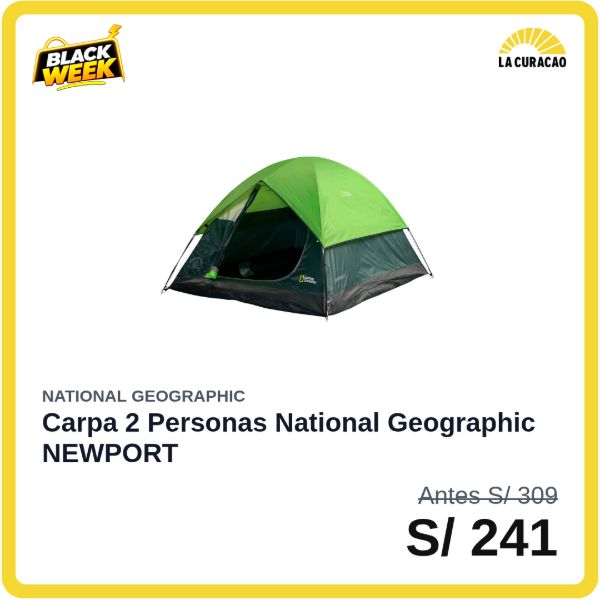 BLACK
WEEK
LA CURACAO
NATIONAL GEOGRAPHIC
Carpa 2 Personas National Geographic
NEWPORT
Antes S/ 309
S/ 241